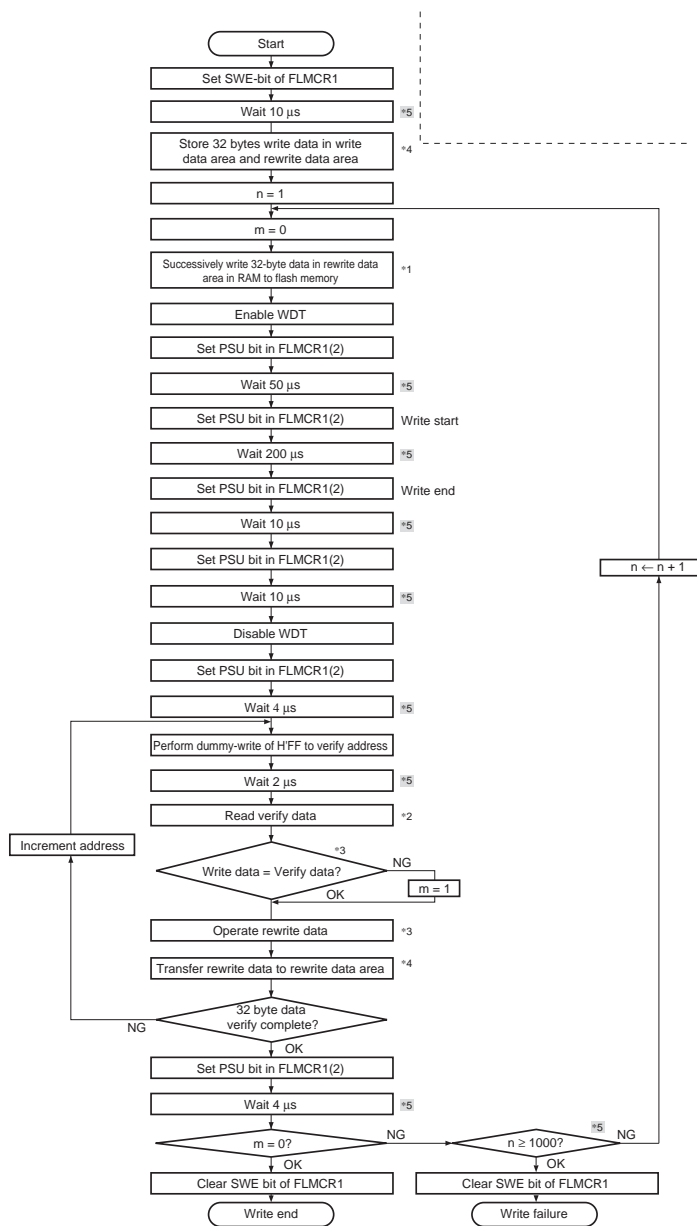 Start
Set SWE-bit of FLMCR1
Wait 10 µs
*5
Store 32 bytes write data in write
data area and rewrite data area
*4
n = 1
m = 0
Successively write 32-byte data in rewrite data
area in RAM to flash memory
*1
Enable WDT
Set PSU bit in FLMCR1(2)
Wait 50 µs
*5
Set PSU bit in FLMCR1(2)
Write start
Wait 200 µs
*5
Set PSU bit in FLMCR1(2)
Write end
Wait 10 µs
*5
Set PSU bit in FLMCR1(2)
n ← n + 1
Wait 10 µs
*5
Disable WDT
Set PSU bit in FLMCR1(2)
Wait 4 µs
*5
Perform dummy-write of H'FF to verify address
Wait 2 µs
*5
Read verify data
*2
Increment address
*3
Write data = Verify data?
NG
m = 1
OK
Operate rewrite data
*3
Transfer rewrite data to rewrite data area
*4
32 byte data
verify complete?
NG
OK
Set PSU bit in FLMCR1(2)
Wait 4 µs
*5
m = 0?
NG
*5
n ≥ 1000?
NG
OK
OK
Clear SWE bit of FLMCR1
Clear SWE bit of FLMCR1
Write end
Write failure